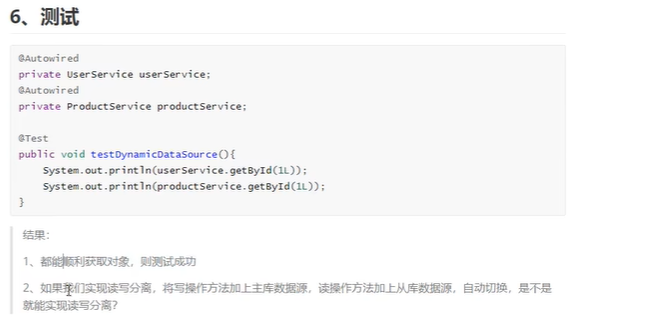 6、测试
@Autowired
private UserService userService;
@Autowired
private ProductService productService;
@Test
public void testDynamicDataSource(){
System.out.println(userService.getById(1L));
System.out.println(productService.getById(1L));
}
结果：
1、都能顺利获取对象，则测试成功
2、如果我们实现读写分离，将写操作方法加上主库数据源，读操作方法加上从库数据源，自动切换，是不是
就能实现读写分离？